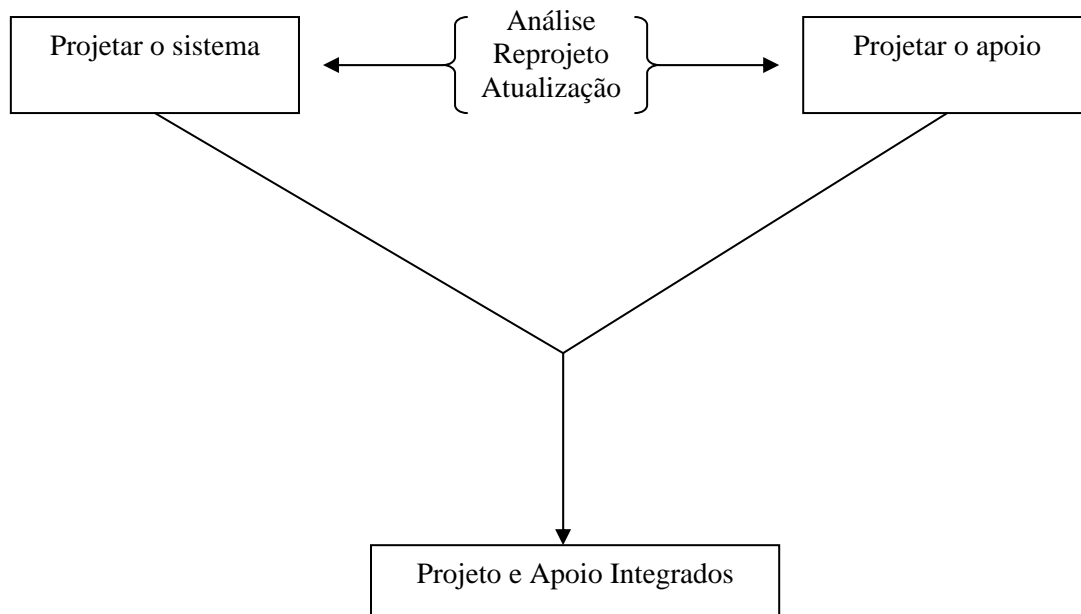 Projetar o sistema
Análise
Reprojeto
Atualização
Projetar o apoio
Projeto e Apoio Integrados